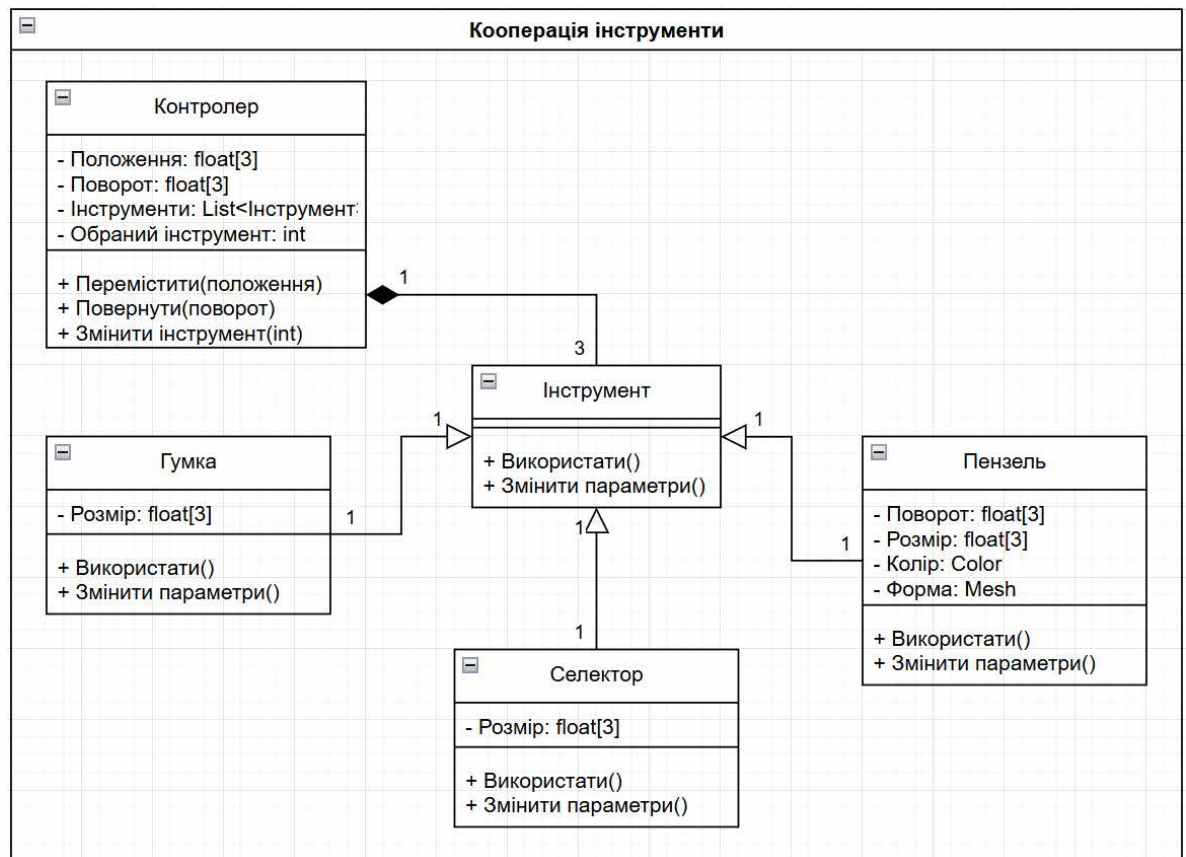 Кооперація інструменти
Контролер
- Положення: float[3]
- Поворот: float[3]
- Інструменти: List<Інструмент>
- Обраний інструмент: int
+ Перемістити(положення)
+ Повернути(поворот)
+ Змінити інструмент(int)
1
3
Інструмент
+ Використати()
+ Змінити параметри()
1
1
1
Гумка
- Розмір: float[3]
+ Використати()
+ Змінити параметри()
1
Пензель
- Поворот: float[3]
- Розмір: float[3]
- Колір: Color
- Форма: Mesh
+ Використати()
+ Змінити параметри()
1
1
Селектор
- Розмір: float[3]
+ Використати()
+ Змінити параметри()